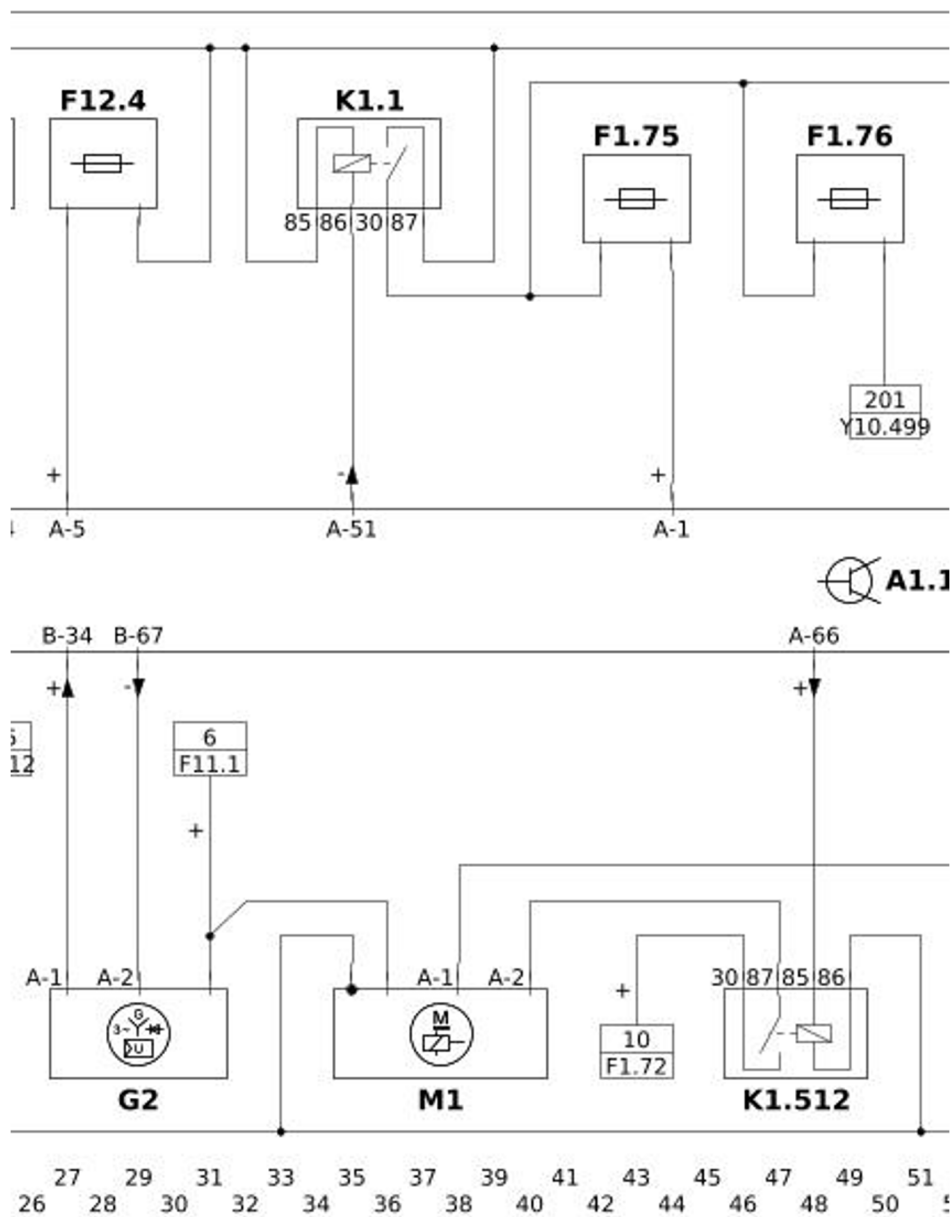 F12.4
K1.1
F1.75
F1.76
85 86 30 87
201
Y10.499
+
-
+
A-5
A-51
A-1
A1.1
B-34
B-67
A-66
+
-
+
12
6
F11.1
+
A-1
A-2
A-1
A-2
30 87 85 86
+
G
3~
U
M
10
F1.72
G2
M1
K1.512
27 29 31 33 35 37 39 41 43 45 47 49 51
26 28 30 32 34 36 38 40 42 44 46 48 50